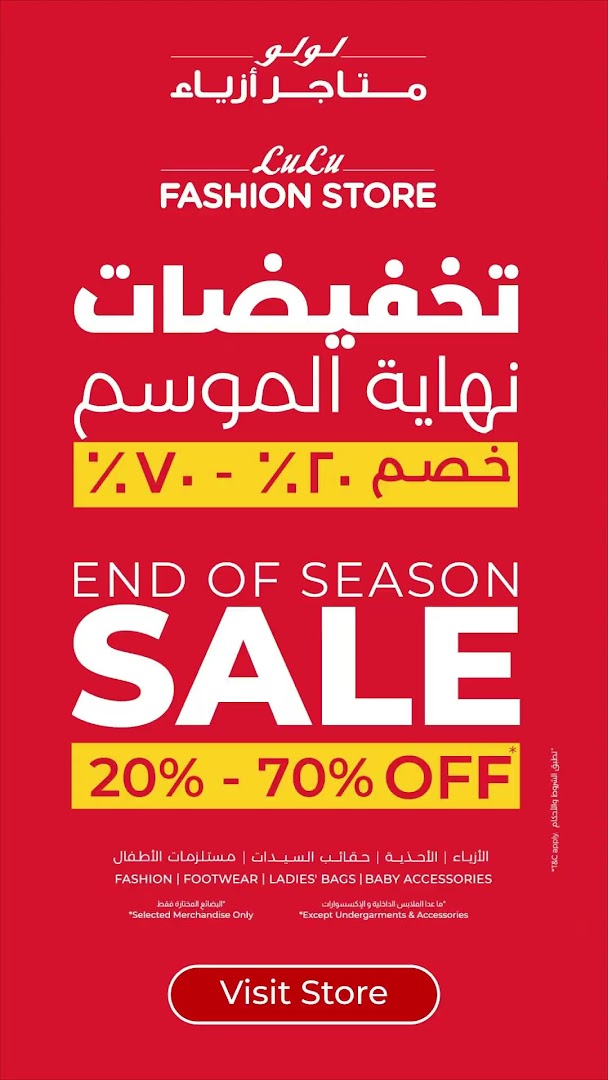 لولو
متاجر أزياء
LuLu
FASHION STORE
تخفيضات
نهاية الموسم
خصم ٢٠٪ - ٧٠٪
END OF SEASON
SALE
20% - 70% OFF*
الأزياء | الأحذية | حقائب السيدات | مستلزمات الأطفال
FASHION | FOOTWEAR | LADIES' BAGS | BABY ACCESSORIES
*ما عدا الملابس الداخلية و الإكسسوارات *البضائع المختارة فقط
*Selected Merchandise Only *Except Undergarments & Accessories
*T&C apply. *تطبق الشروط والأحكام
Visit Store